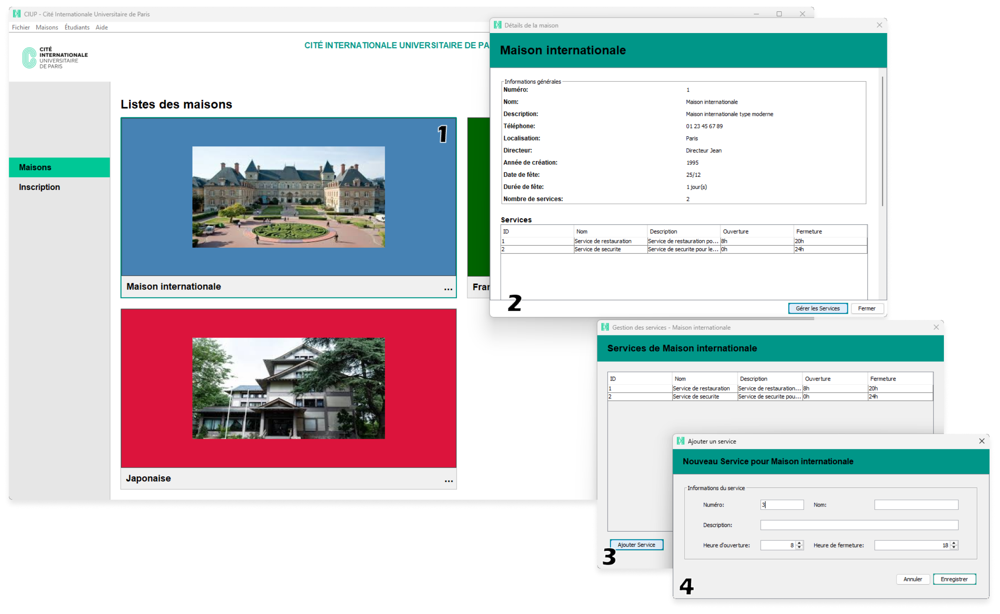 CIUP - Cité Internationale Universitaire de Paris
Fichier Maisons Étudiants Aide
CITÉ
INTERNATIONALE
UNIVERSITAIRE
DE PARIS
CITÉ INTERNATIONALE UNIVERSITAIRE DE PA
Maisons
Inscription
Listes des maisons
1
Maison internationale
...
Fran
Japonaise
...
Détails de la maison
Maison internationale
Informations générales
Numéro: 1
Nom: Maison internationale
Description: Maison internationale type moderne
Téléphone: 01 23 45 67 89
Localisation: Paris
Directeur: Directeur Jean
Année de création: 1995
Date de fête: 25/12
Durée de fête: 1 jour(s)
Nombre de services: 2
Services
ID Nom Description Ouverture Fermeture
1 Service de restauration Service de restauration po... 8h 20h
2 Service de securite Service de securite pour le... 0h 24h
2
Gérer les Services Fermer
Gestion des services - Maison internationale
Services de Maison internationale
ID Nom Description Ouverture Fermeture
1 Service de restauration Service de restauration... 8h 20h
2 Service de securite Service de securite pou... 0h 24h
Ajouter Service
3
Ajouter un service
Nouveau Service pour Maison internationale
Informations du service
Numéro: 3 Nom:
Description:
Heure d'ouverture: 8 Heure de fermeture: 18
Annuler Enregistrer
4